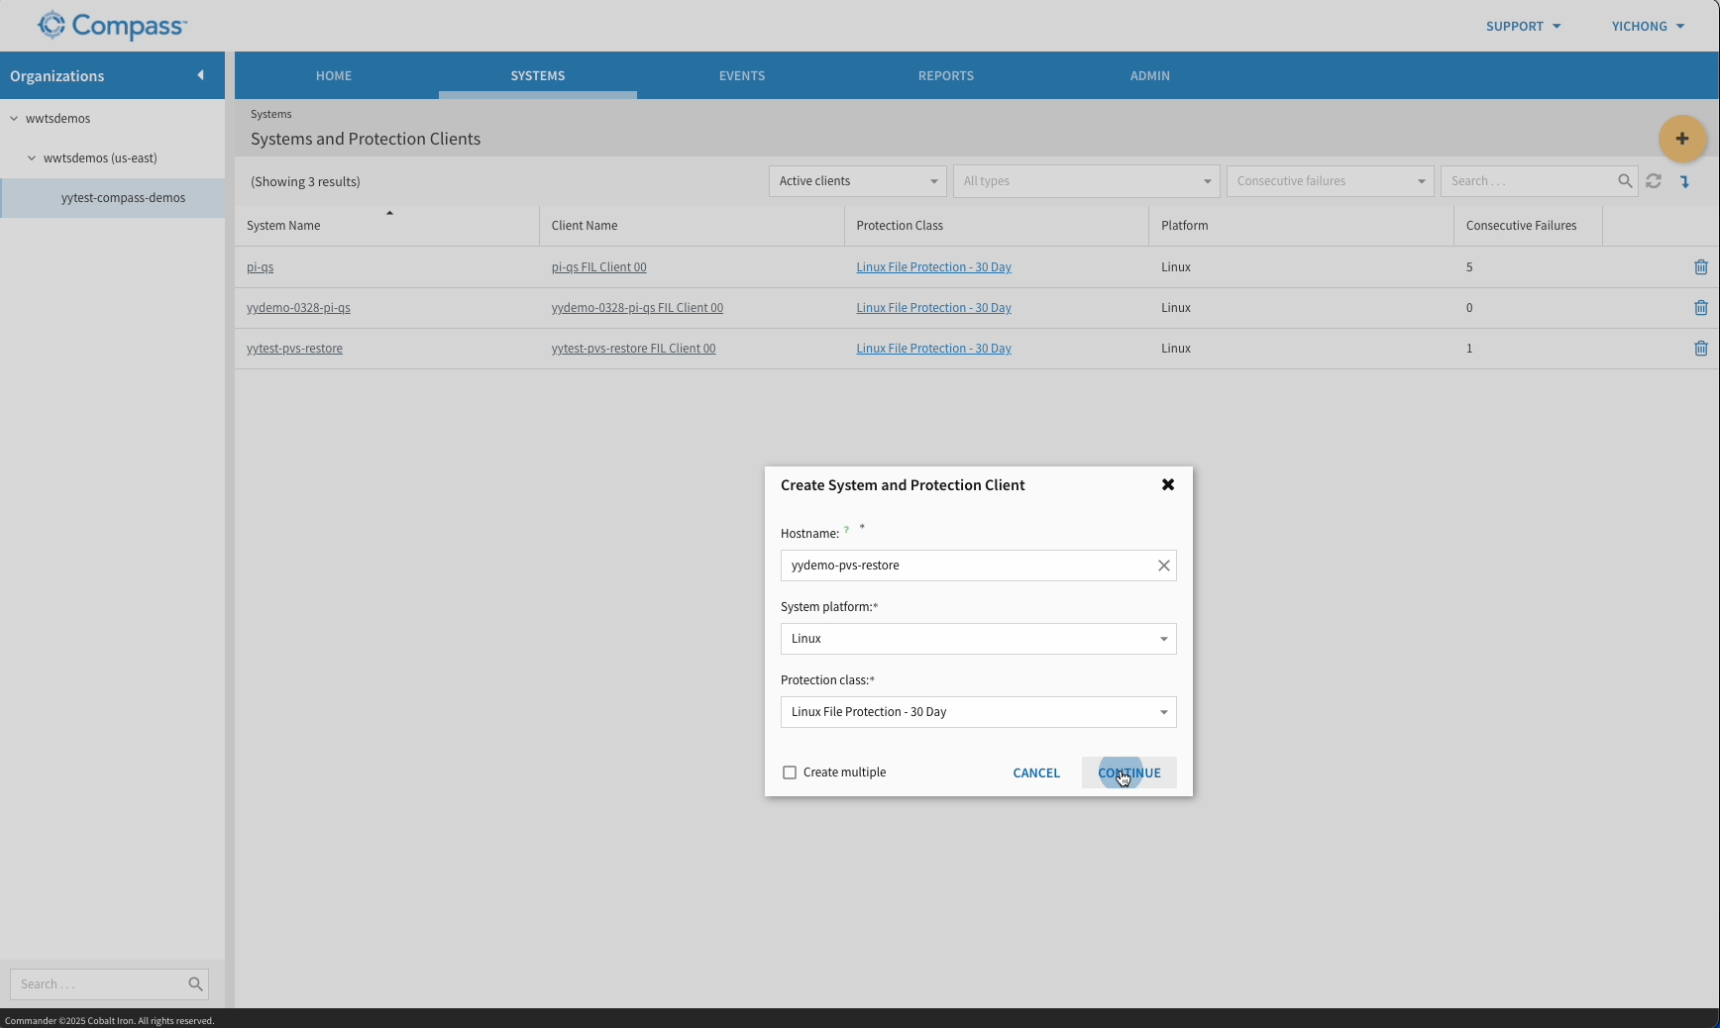 Compass™
SUPPORT
YICHONG
Organizations
HOME
SYSTEMS
EVENTS
REPORTS
ADMIN
wwtsdemos
wwtsdemos (us-east)
yytest-compass-demos
Systems
Systems and Protection Clients
+
(Showing 3 results)
Active clients
All types
Consecutive failures
Search . . .
System Name
Client Name
Protection Class
Platform
Consecutive Failures
pi-qs
pi-qs FIL Client 00
Linux File Protection - 30 Day
Linux
5
yydemo-0328-pi-qs
yydemo-0328-pi-qs FIL Client 00
Linux File Protection - 30 Day
Linux
0
yytest-pvs-restore
yytest-pvs-restore FIL Client 00
Linux File Protection - 30 Day
Linux
1
Create System and Protection Client
Hostname: ? *
yydemo-pvs-restore
System platform:*
Linux
Protection class:*
Linux File Protection - 30 Day
Create multiple
CANCEL
CONTINUE
Search . . .
Commander ©2025 Cobalt Iron. All rights reserved.